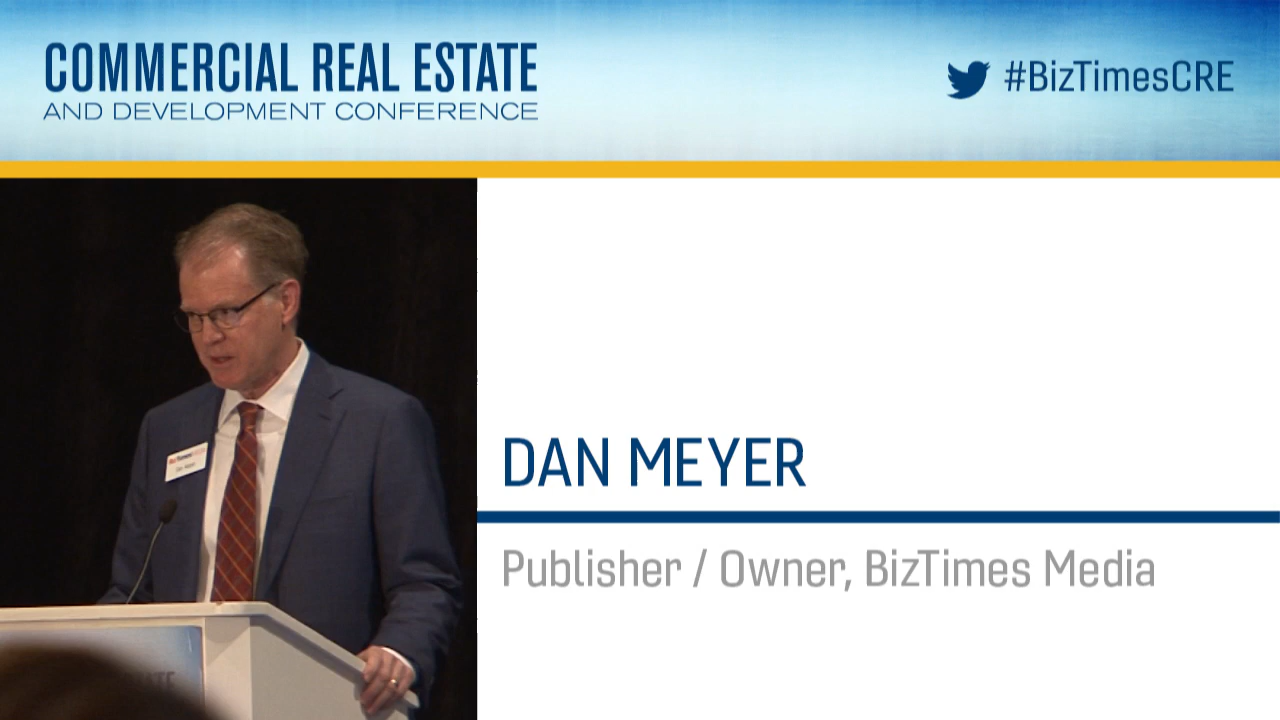 COMMERCIAL REAL ESTATE
AND DEVELOPMENT CONFERENCE
#BizTimesCRE
DAN MEYER
Publisher / Owner, BizTimes Media